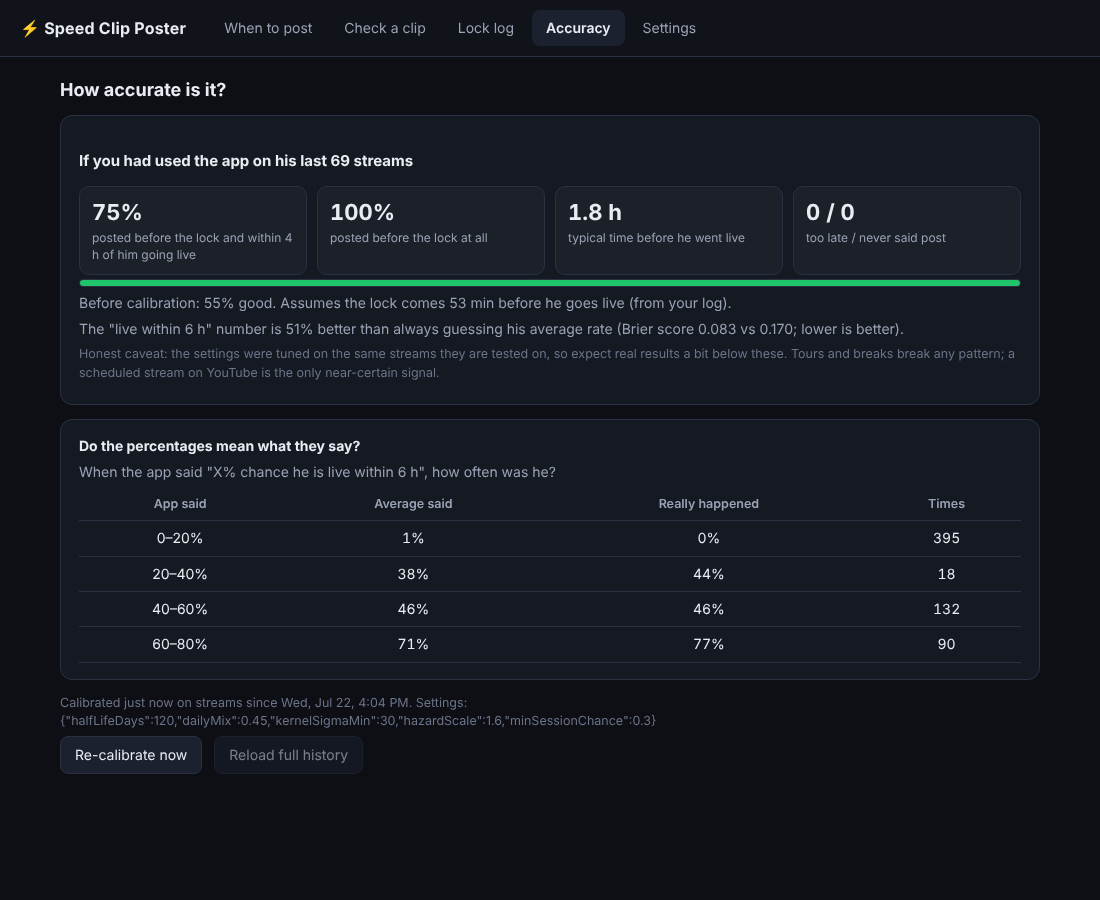 ⚡ Speed Clip Poster When to post Check a clip Lock log Accuracy Settings
How accurate is it?
If you had used the app on his last 69 streams
75% 100% 1.8 h 0 / 0
posted before the lock and within 4 posted before the lock at all typical time before he went live too late / never said post
h of him going live
Before calibration: 55% good. Assumes the lock comes 53 min before he goes live (from your log).
The "live within 6 h" number is 51% better than always guessing his average rate (Brier score 0.083 vs 0.170; lower is better).
Honest caveat: the settings were tuned on the same streams they are tested on, so expect real results a bit below these. Tours and breaks break any pattern; a
scheduled stream on YouTube is the only near-certain signal.
Do the percentages mean what they say?
When the app said "X% chance he is live within 6 h", how often was he?
App said Average said Really happened Times
0–20% 1% 0% 395
20–40% 38% 44% 18
40–60% 46% 46% 132
60–80% 71% 77% 90
Calibrated just now on streams since Wed, Jul 22, 4:04 PM. Settings:
{"halfLifeDays":120,"dailyMix":0.45,"kernelSigmaMin":30,"hazardScale":1.6,"minSessionChance":0.3}
Re-calibrate now Reload full history